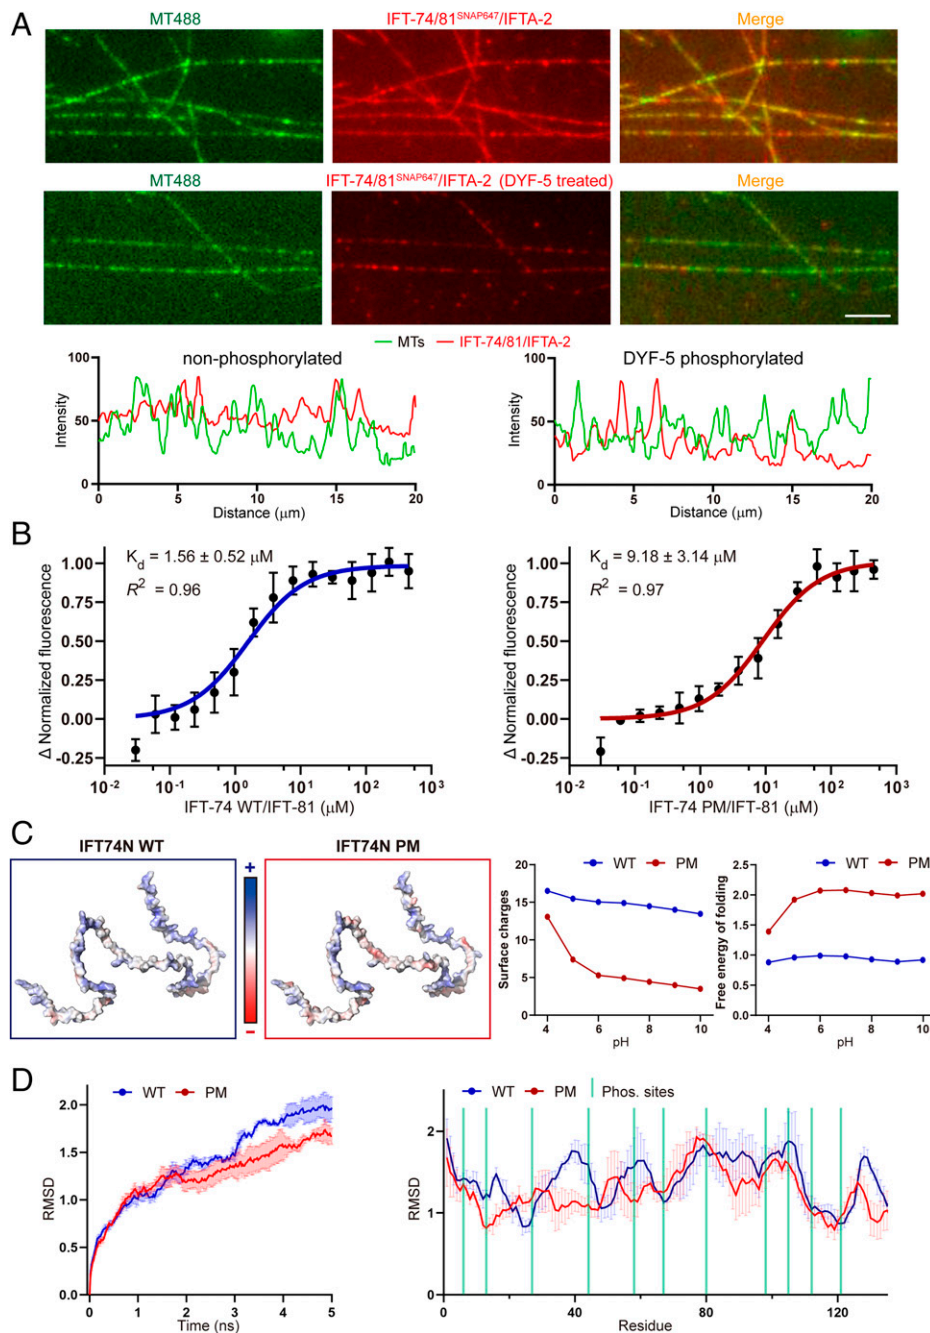 A
MT488 IFT-74/81SNAP647/IFTA-2 Merge
MT488 IFT-74/81SNAP647/IFTA-2 (DYF-5 treated) Merge
MTs IFT-74/81/IFTA-2
non-phosphorylated
Intensity
100
50
0
0 5 10 15 20
Distance (μm)
DYF-5 phosphorylated
Intensity
100
50
0
0 5 10 15 20
Distance (μm)
B
Kd = 1.56 ± 0.52 μM
R2 = 0.96
Δ Normalized fluorescence
1.00
0.75
0.50
0.25
0.00
-0.25
10-2 10-1 100 101 102 103
IFT-74 WT/IFT-81 (μM)
Kd = 9.18 ± 3.14 μM
R2 = 0.97
Δ Normalized fluorescence
1.00
0.75
0.50
0.25
0.00
-0.25
10-2 10-1 100 101 102 103
IFT-74 PM/IFT-81 (μM)
C
IFT74N WT
+
−
IFT74N PM
WT PM
Surface charges
20
15
10
5
0
4 6 8 10
pH
WT PM
Free energy of folding
2.5
2.0
1.5
1.0
0.5
0.0
4 6 8 10
pH
D
WT PM
RMSD
2.0
1.5
1.0
0.5
0.0
0 1 2 3 4 5
Time (ns)
WT PM Phos. sites
RMSD
2
1
0
0 40 80 120
Residue